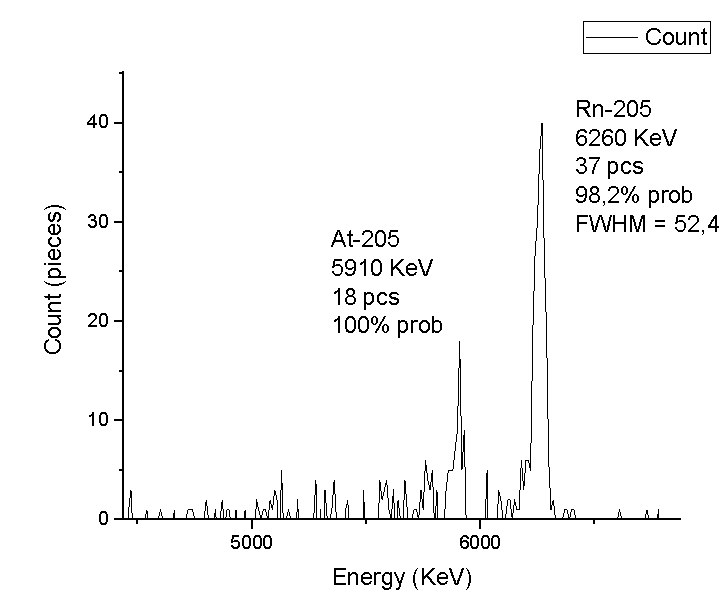 Count
Rn-205
6260 KeV
37 pcs
98,2% prob
FWHM = 52,4
At-205
5910 KeV
18 pcs
100% prob
40
30
20
10
0
Count (pieces)
5000
6000
Energy (KeV)